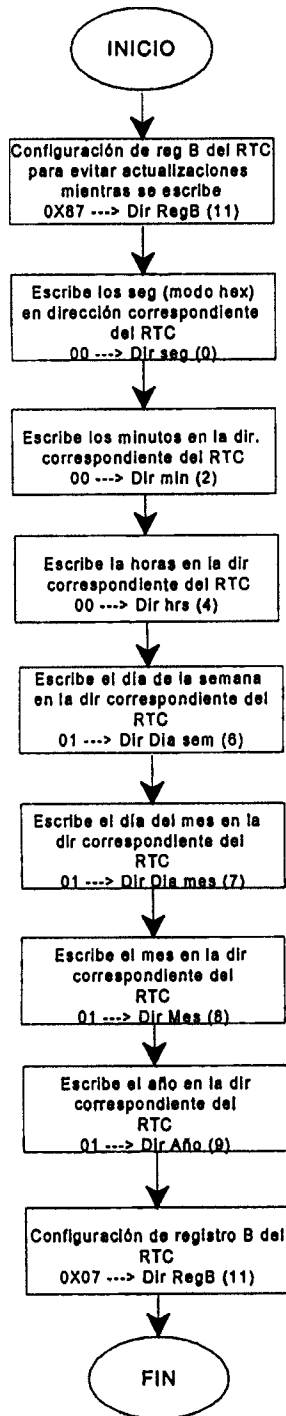 INICIO
Configuración de reg B del RTC
para evitar actualizaciones
mientras se escribe
0X87 ---> Dir RegB (11)
Escribe los seg (modo hex)
en dirección correspondiente
del RTC
00 ---> Dir seg (0)
Escribe los minutos en la dir.
correspondiente del RTC
00 ---> Dir min (2)
Escribe la horas en la dir
correspondiente del RTC
00 ---> Dir hrs (4)
Escribe el día de la semana
en la dir correspondiente del
RTC
01 ---> Dir Dia sem (6)
Escribe el día del mes en la
dir correspondiente del
RTC
01 ---> Dir Dia mes (7)
Escribe el mes en la dir
correspondiente del
RTC
01 ---> Dir Mes (8)
Escribe el año en la dir
correspondiente del
RTC
01 ---> Dir Año (9)
Configuración de registro B del
RTC
0X07 ---> Dir RegB (11)
FIN